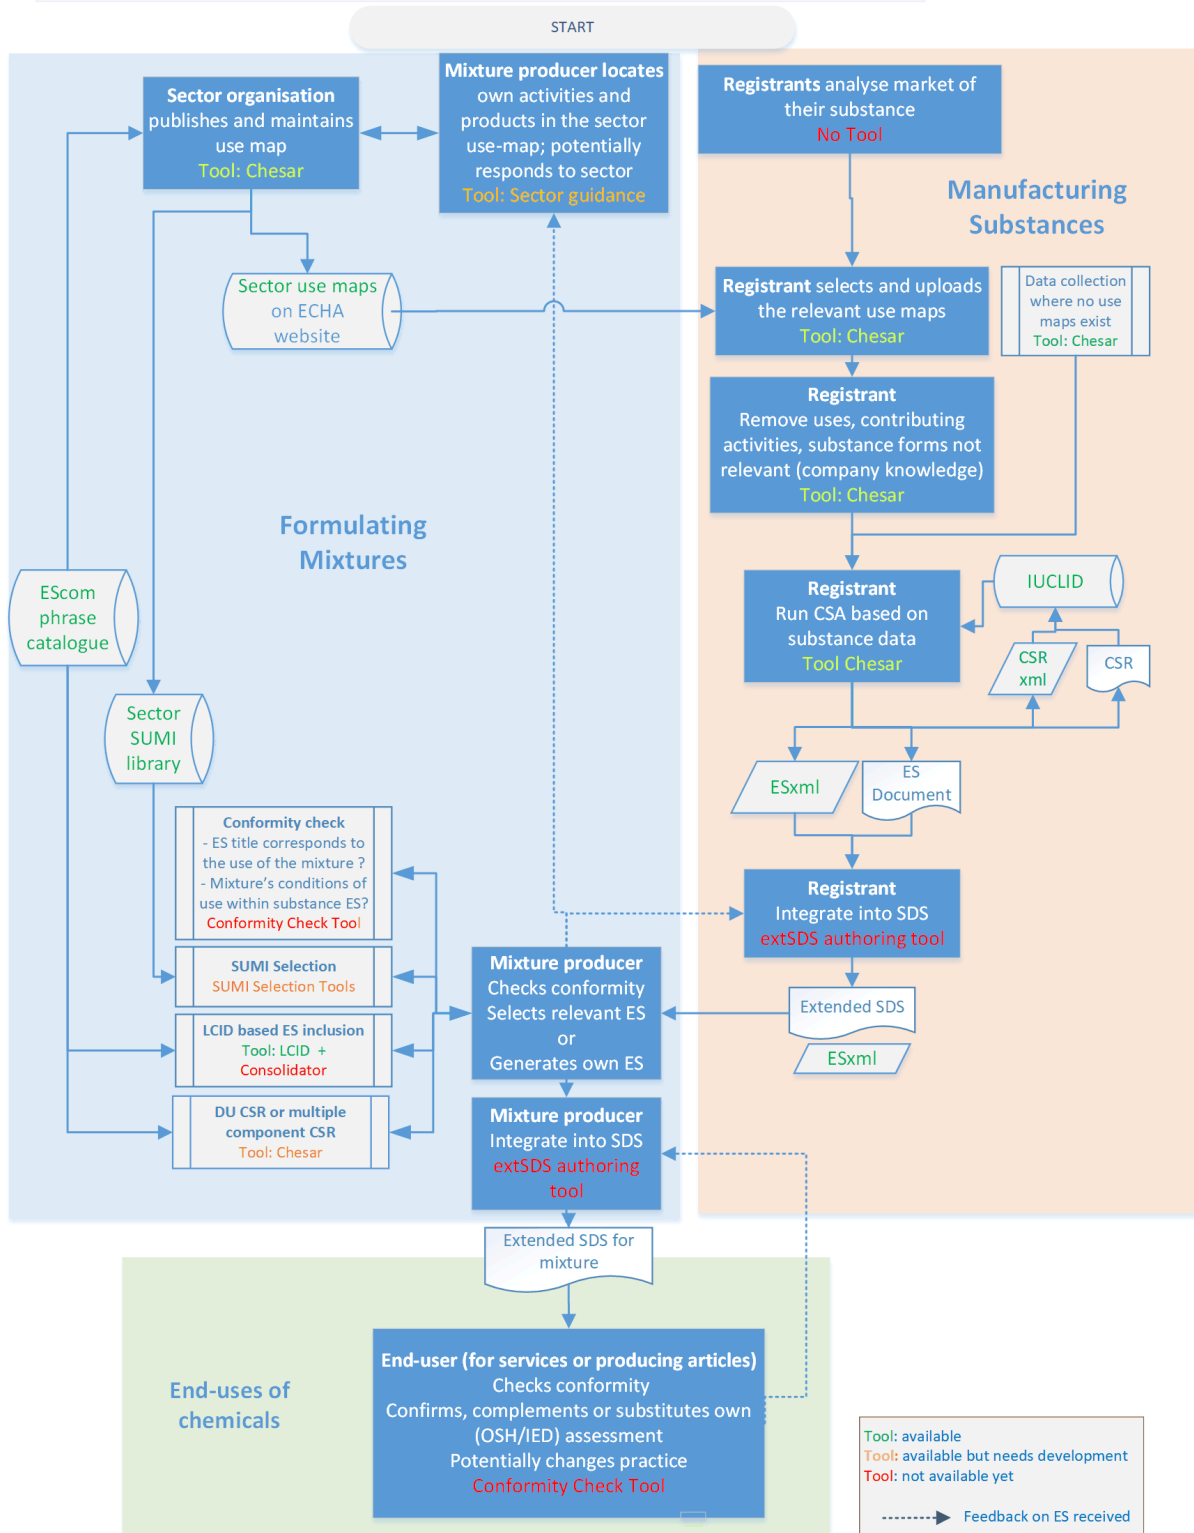 START
Sector organisation
publishes and maintains
use map
Tool: Chesar
Mixture producer locates
own activities and
products in the sector
use-map; potentially
responds to sector
Tool: Sector guidance
Registrants analyse market of
their substance
No Tool
Manufacturing
Substances
Sector use maps
on ECHA
website
Registrant selects and uploads
the relevant use maps
Tool: Chesar
Data collection
where no use
maps exist
Tool: Chesar
Registrant
Remove uses, contributing
activities, substance forms not
relevant (company knowledge)
Tool: Chesar
Formulating
Mixtures
EScom
phrase
catalogue
Registrant
Run CSA based on
substance data
Tool Chesar
IUCLID
CSR
xml
CSR
Sector
SUMI
library
ESxml
ES
Document
Conformity check
- ES title corresponds to
the use of the mixture ?
- Mixture's conditions of
use within substance ES?
Conformity Check Tool
Registrant
Integrate into SDS
extSDS authoring tool
SUMI Selection
SUMI Selection Tools
Mixture producer
Checks conformity
Selects relevant ES
or
Generates own ES
Extended SDS
ESxml
LCID based ES inclusion
Tool: LCID +
Consolidator
DU CSR or multiple
component CSR
Tool: Chesar
Mixture producer
Integrate into SDS
extSDS authoring
tool
Extended SDS for
mixture
End-uses of
chemicals
End-user (for services or producing articles)
Checks conformity
Confirms, complements or substitutes own
(OSH/IED) assessment
Potentially changes practice
Conformity Check Tool
Tool: available
Tool: available but needs development
Tool: not available yet
Feedback on ES received